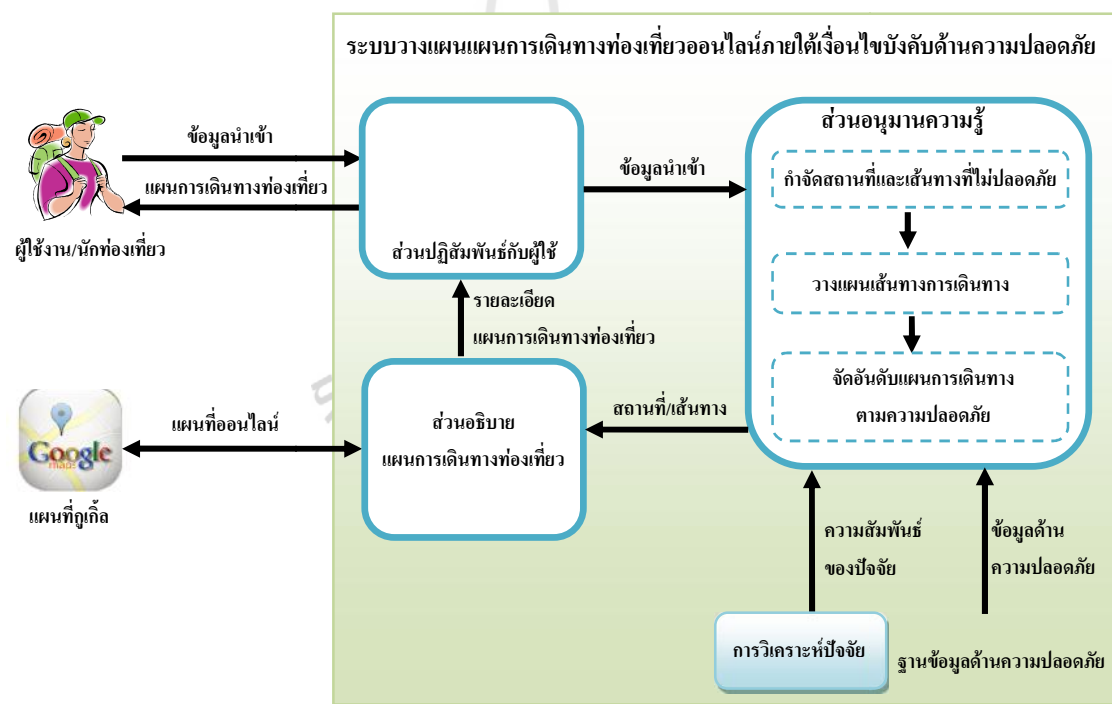 ระบบวางแผนแผนการเดินทางท่องเที่ยวออนไลน์ภายใต้เงื่อนไขบังคับด้านความปลอดภัย
ข้อมูลนำเข้า
แผนการเดินทางท่องเที่ยว
ผู้ใช้งาน/นักท่องเที่ยว
ส่วนปฏิสัมพันธ์กับผู้ใช้
ข้อมูลนำเข้า
ส่วนอนุมานความรู้
กำจัดสถานที่และเส้นทางที่ไม่ปลอดภัย
วางแผนเส้นทางการเดินทาง
จัดอันดับแผนการเดินทาง
ตามความปลอดภัย
รายละเอียด
แผนการเดินทางท่องเที่ยว
สถานที่/เส้นทาง
ส่วนอธิบาย
แผนการเดินทางท่องเที่ยว
แผนที่ออนไลน์
Google
maps
แผนที่กูเกิ้ล
ความสัมพันธ์
ของปัจจัย
ข้อมูลด้าน
ความปลอดภัย
การวิเคราะห์ปัจจัย
ฐานข้อมูลด้านความปลอดภัย